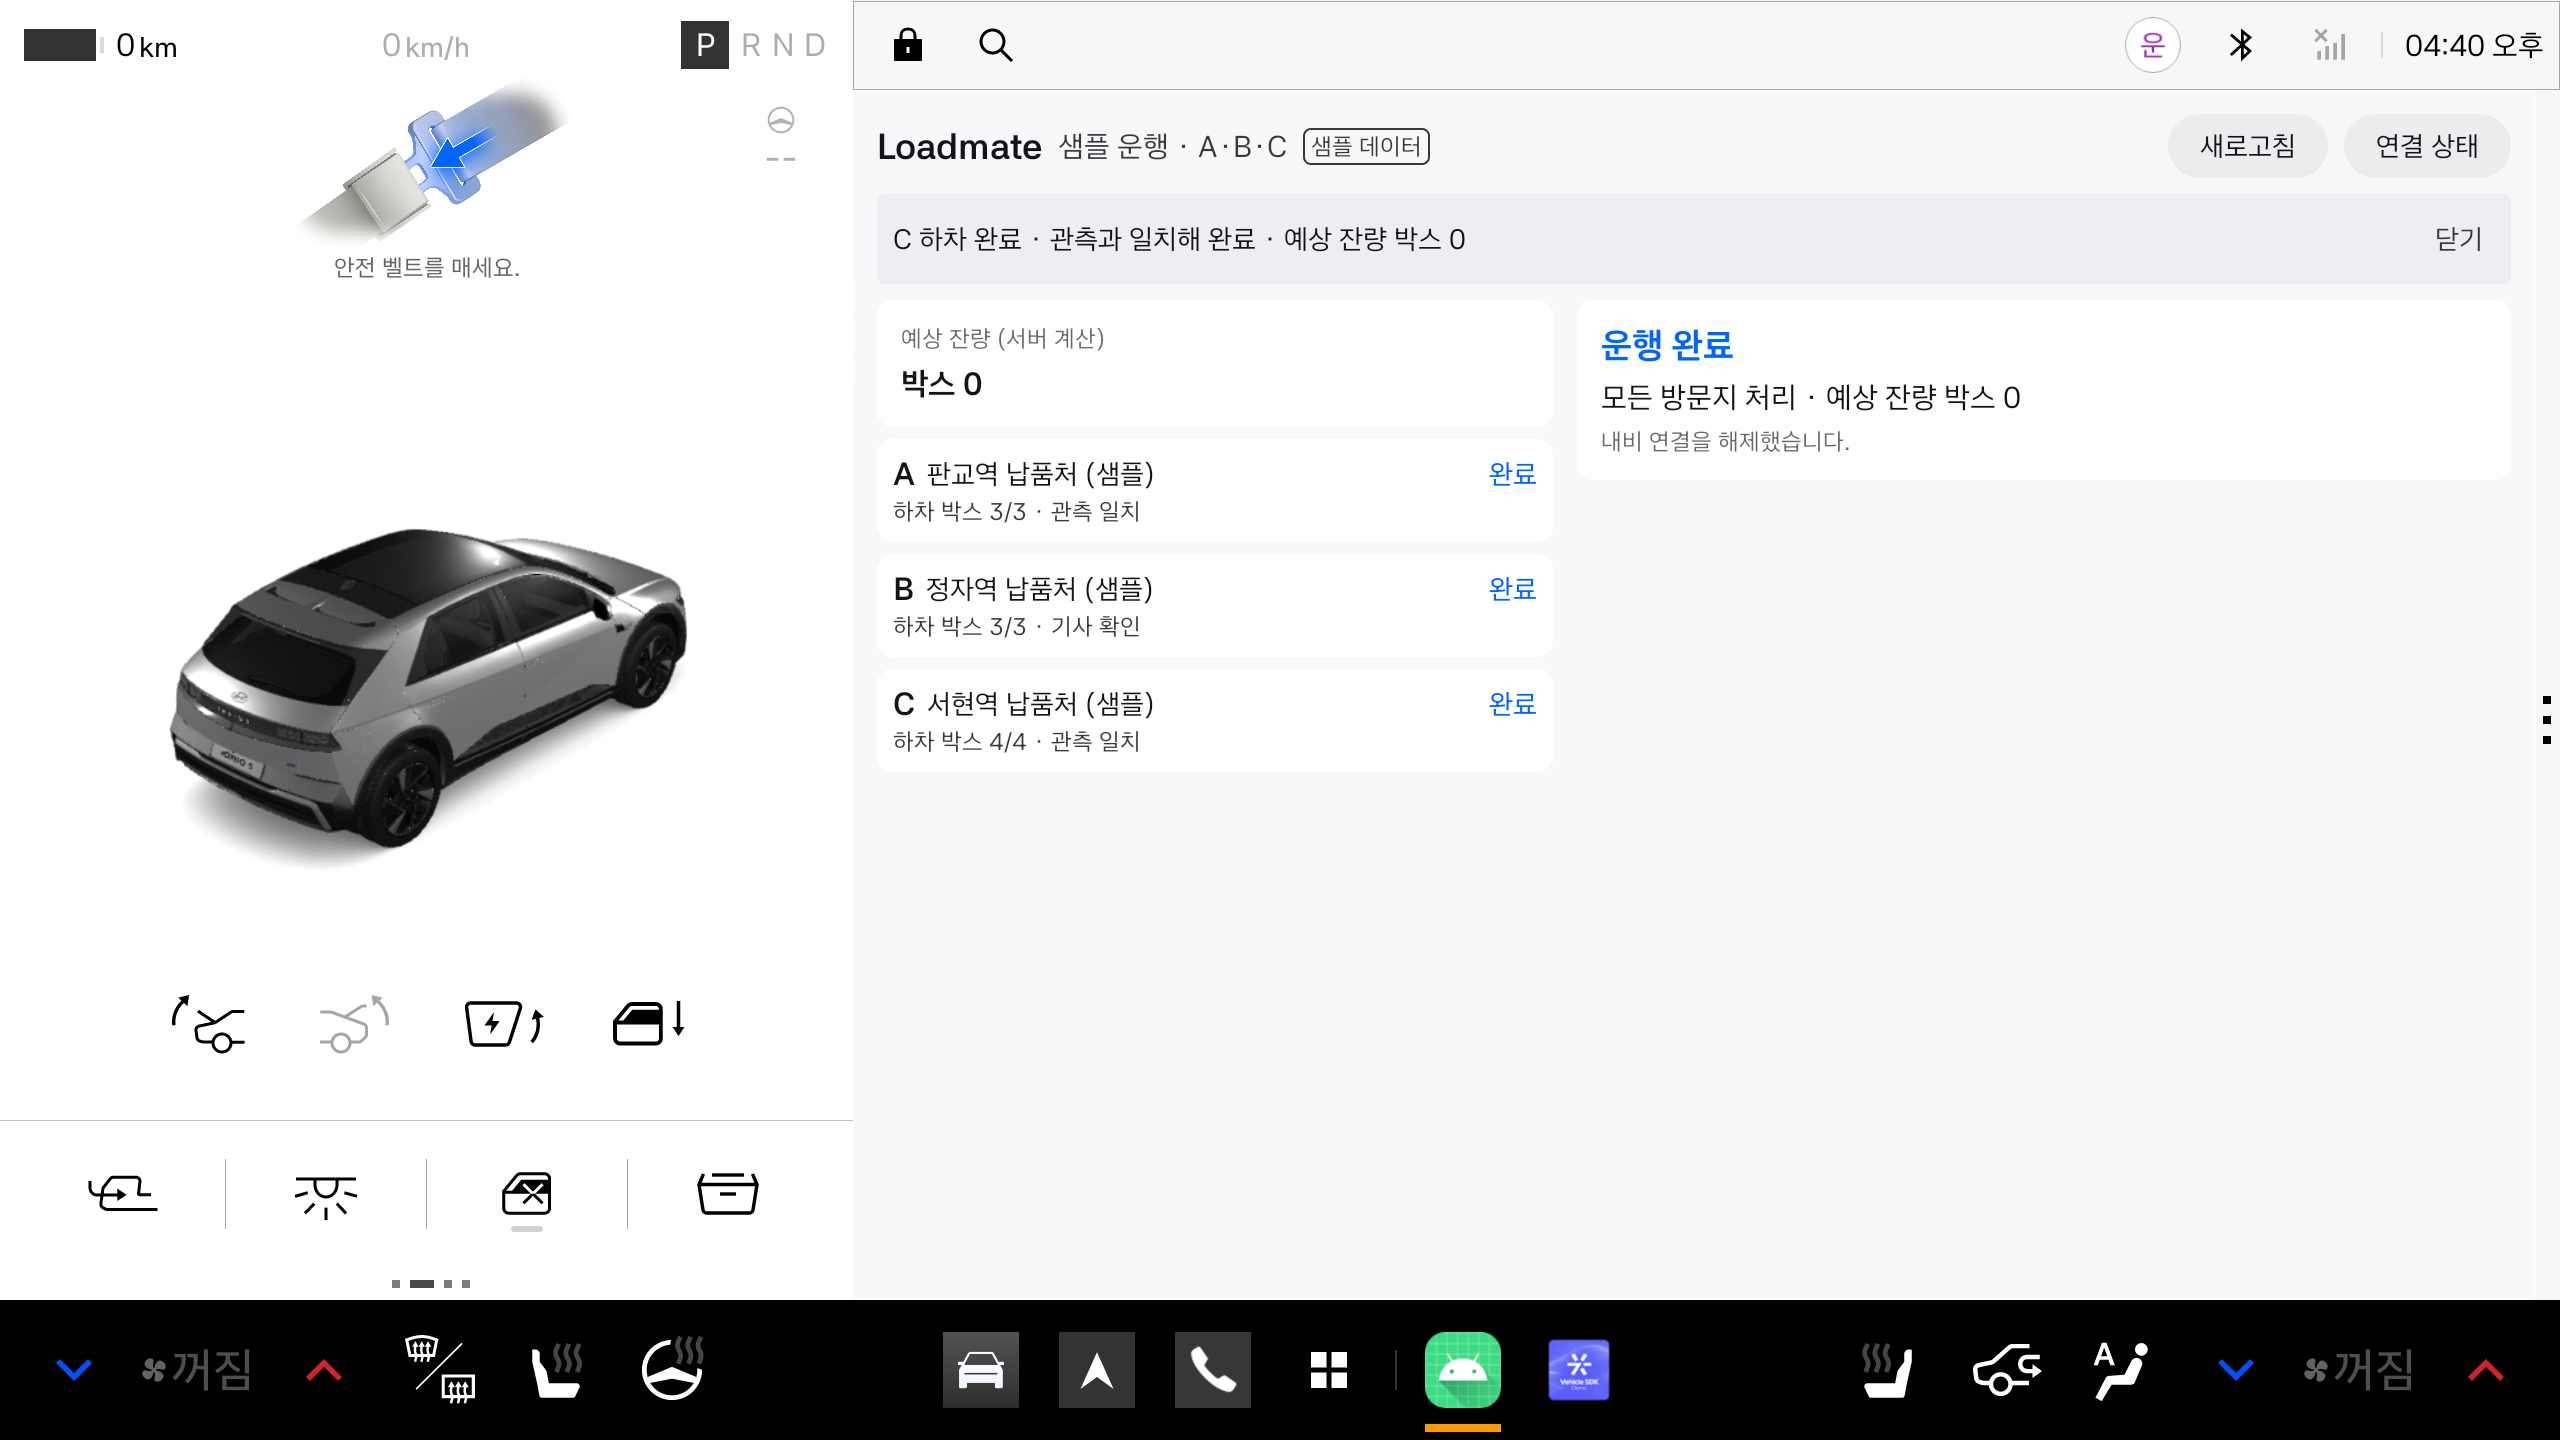 0 km
0 km/h
P R N D
운
04:40 오후
안전 벨트를 매세요.
Loadmate 샘플 운행 · A·B·C 샘플 데이터
새로고침
연결 상태
C 하차 완료 · 관측과 일치해 완료 · 예상 잔량 박스 0
닫기
예상 잔량 (서버 계산)
박스 0
A 판교역 납품처 (샘플)
완료
하차 박스 3/3 · 관측 일치
B 정자역 납품처 (샘플)
완료
하차 박스 3/3 · 기사 확인
C 서현역 납품처 (샘플)
완료
하차 박스 4/4 · 관측 일치
운행 완료
모든 방문지 처리 · 예상 잔량 박스 0
내비 연결을 해제했습니다.
IONIQ 5
꺼짐
Vehicle SDK
Demo
A
꺼짐